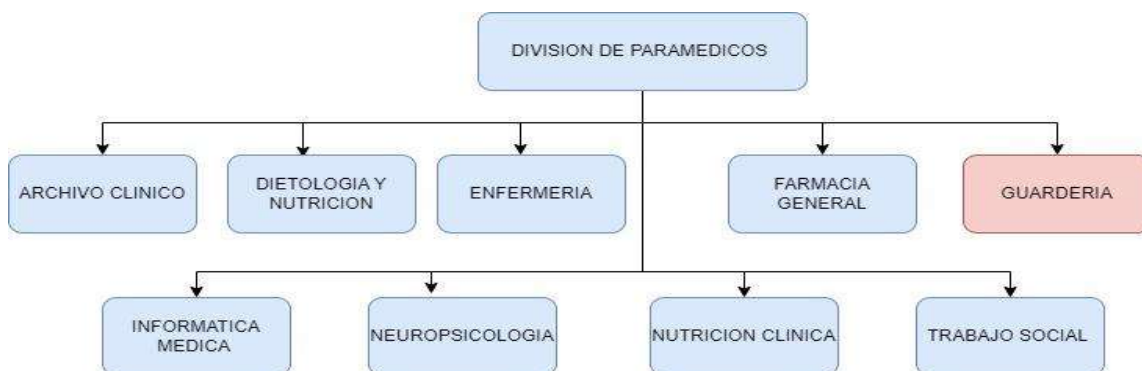 DIVISION DE PARAMEDICOS
ARCHIVO CLINICO
DIETOLOGIA Y
NUTRICION
ENFERMERIA
FARMACIA
GENERAL
GUARDERIA
INFORMATICA
MEDICA
NEUROPSICOLOGIA
NUTRICION CLINICA
TRABAJO SOCIAL